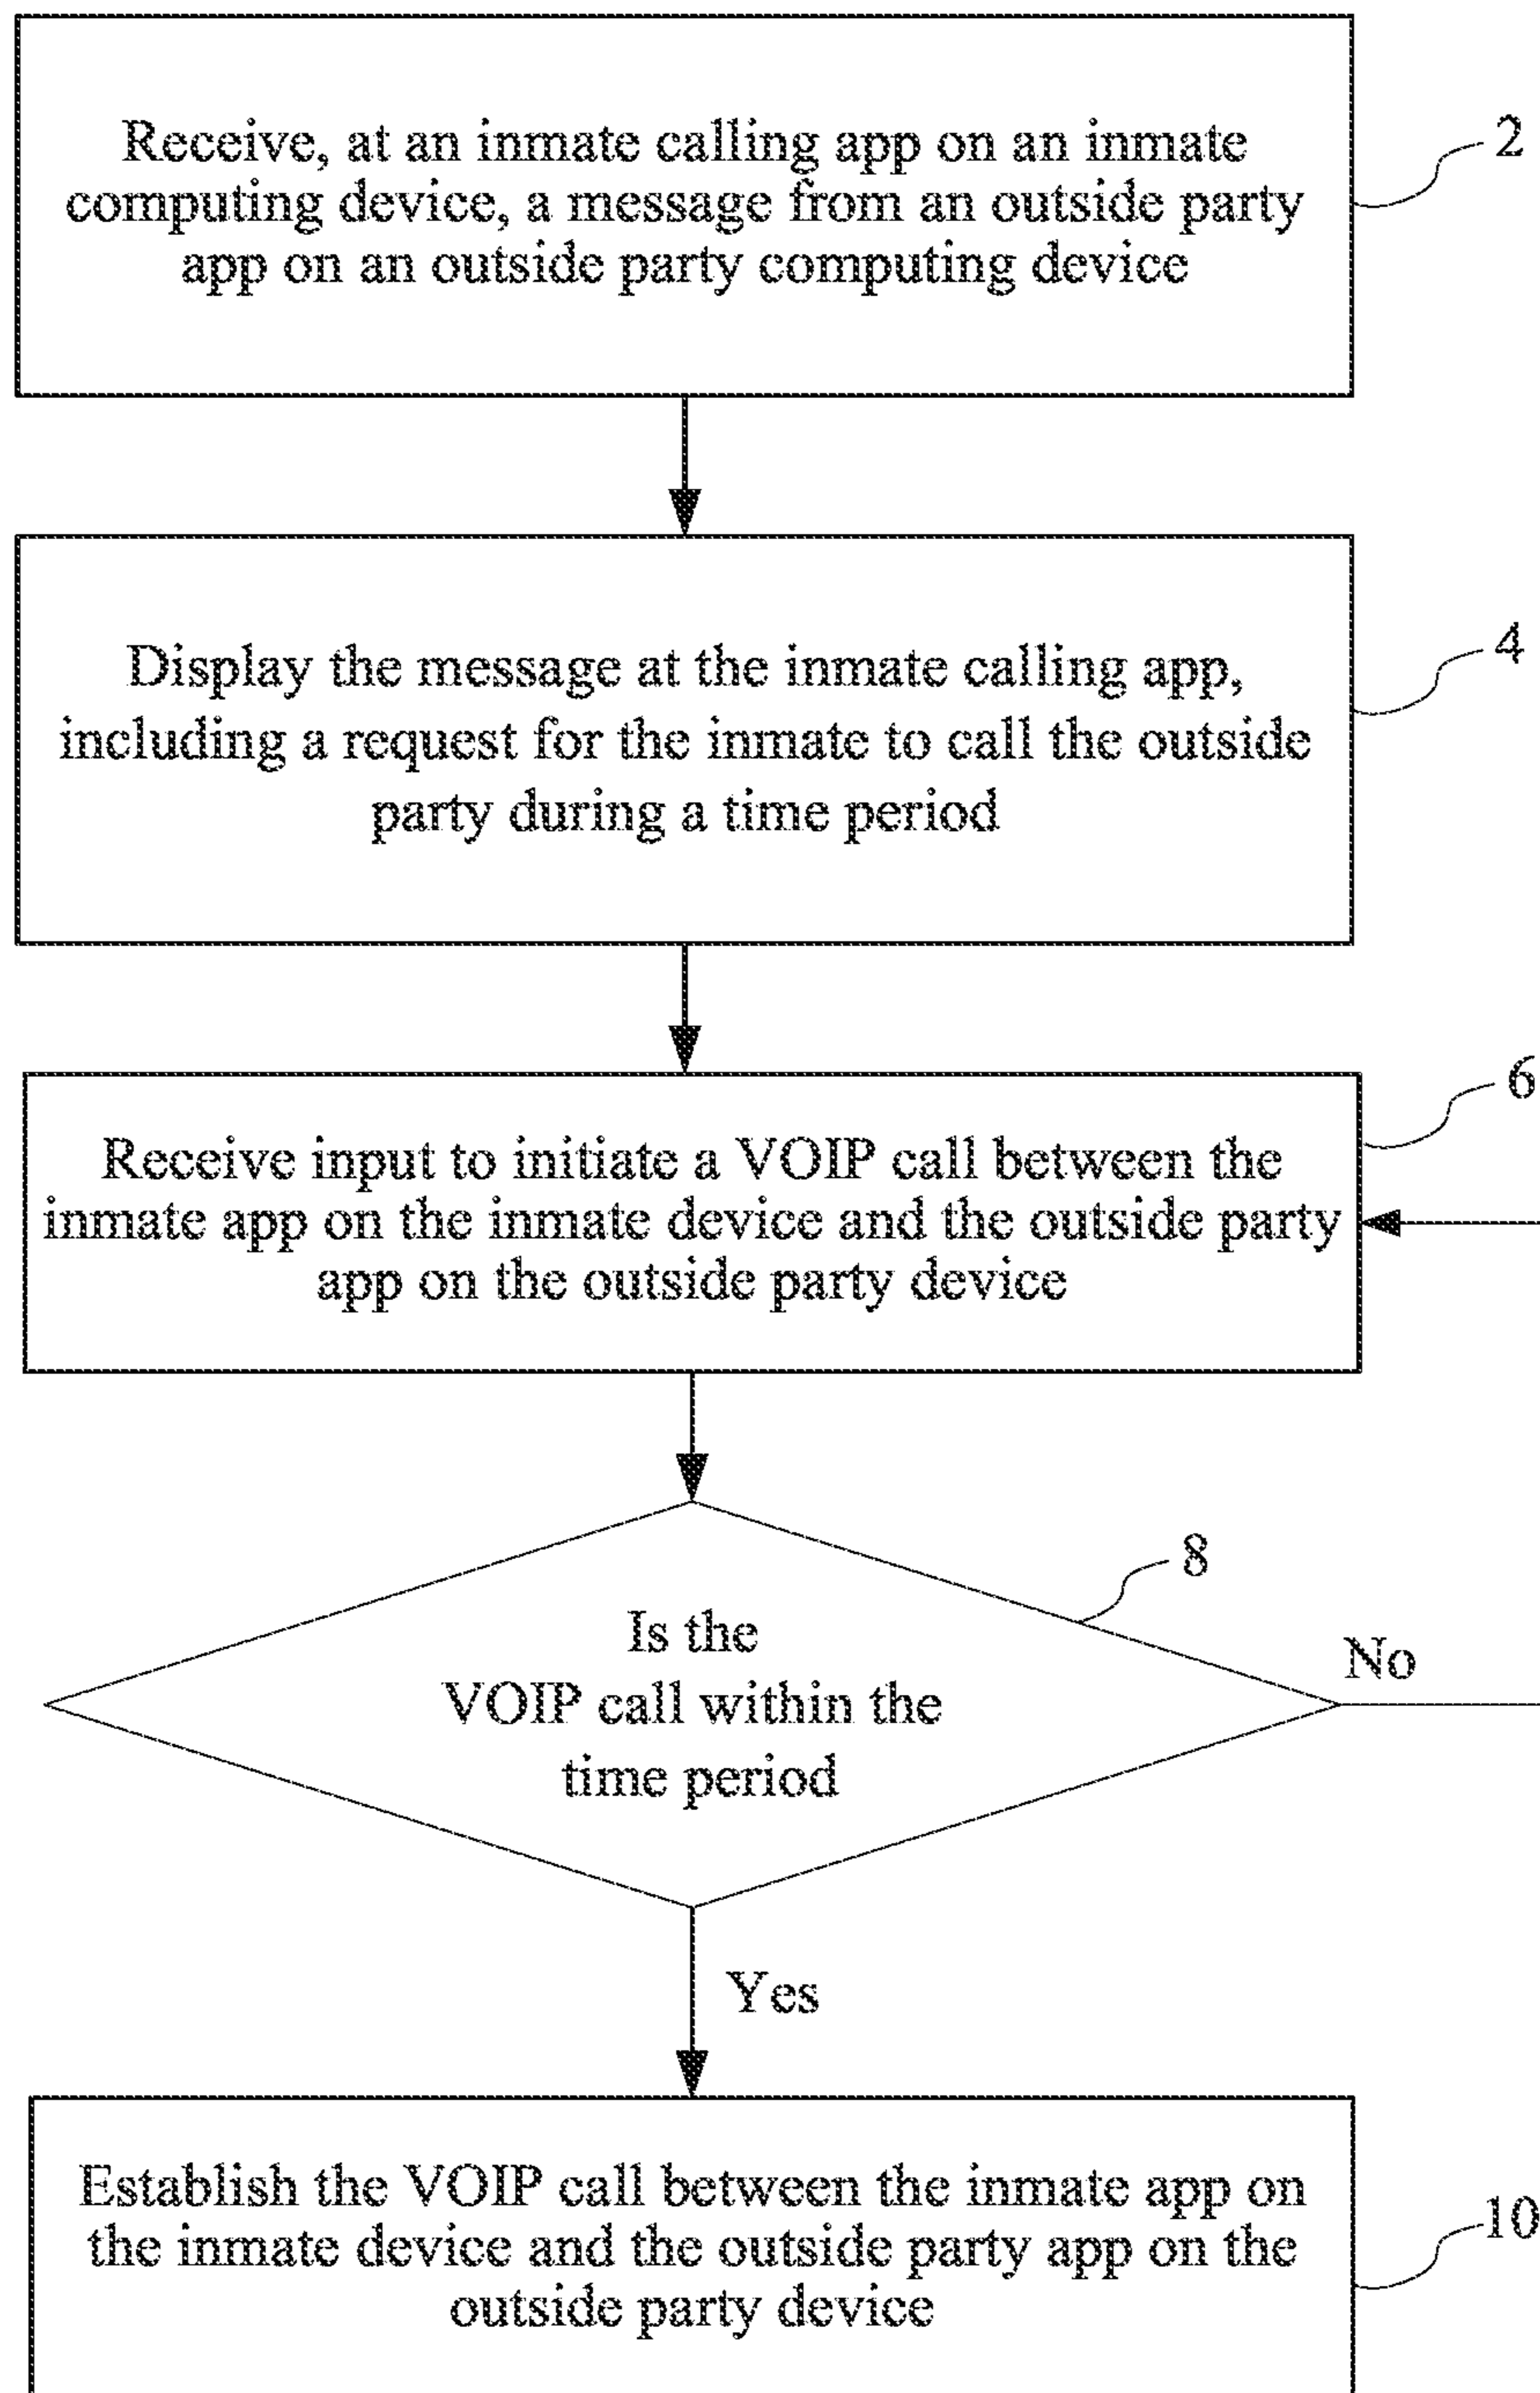 Receive, at an inmate calling app on an inmate
computing device, a message from an outside party
app on an outside party computing device
2
Display the message at the inmate calling app,
including a request for the inmate to call the outside
party during a time period
4
Receive input to initiate a VOIP call between the
inmate app on the inmate device and the outside party
app on the outside party device
6
Is the
VOIP call within the
time period
8
No
Yes
Establish the VOIP call between the inmate app on
the inmate device and the outside party app on the
outside party device
10